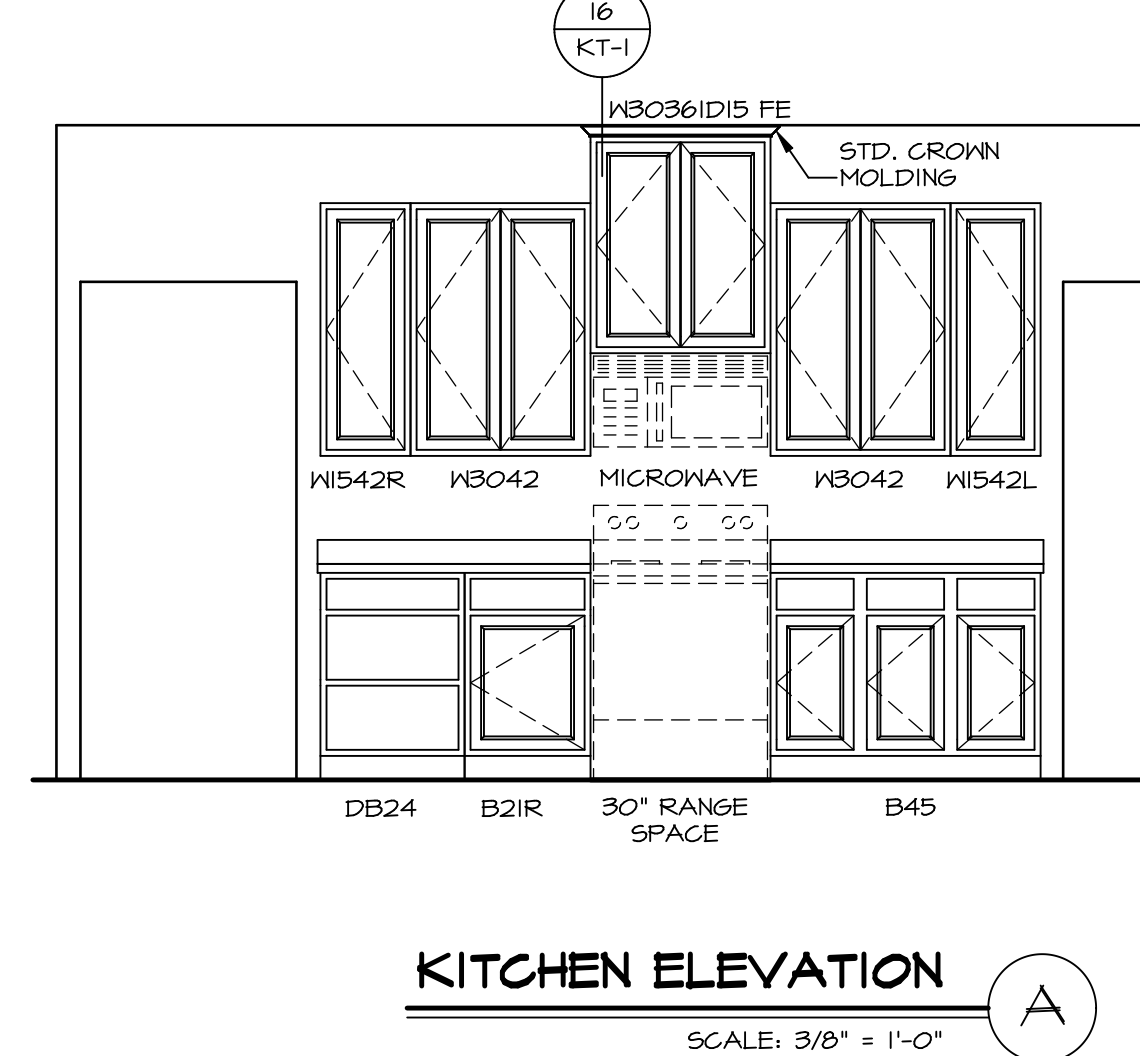 16
KT-1
W30361D15 FE
STD. CROWN
MOLDING
W1542R
W3042
MICROWAVE
W3042
W1542L
DB24
B21R
30" RANGE
SPACE
B45
KITCHEN ELEVATION
A
SCALE: 3/8" = 1'-0"